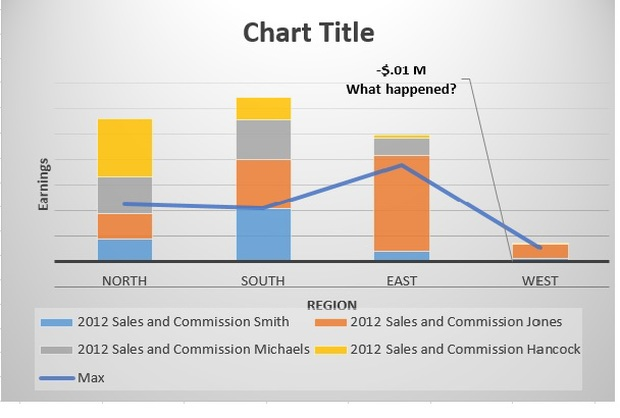 Chart Title
-$.01 M
What happened?
Earnings
NORTH SOUTH EAST WEST
REGION
2012 Sales and Commission Smith 2012 Sales and Commission Jones
2012 Sales and Commission Michaels 2012 Sales and Commission Hancock
Max